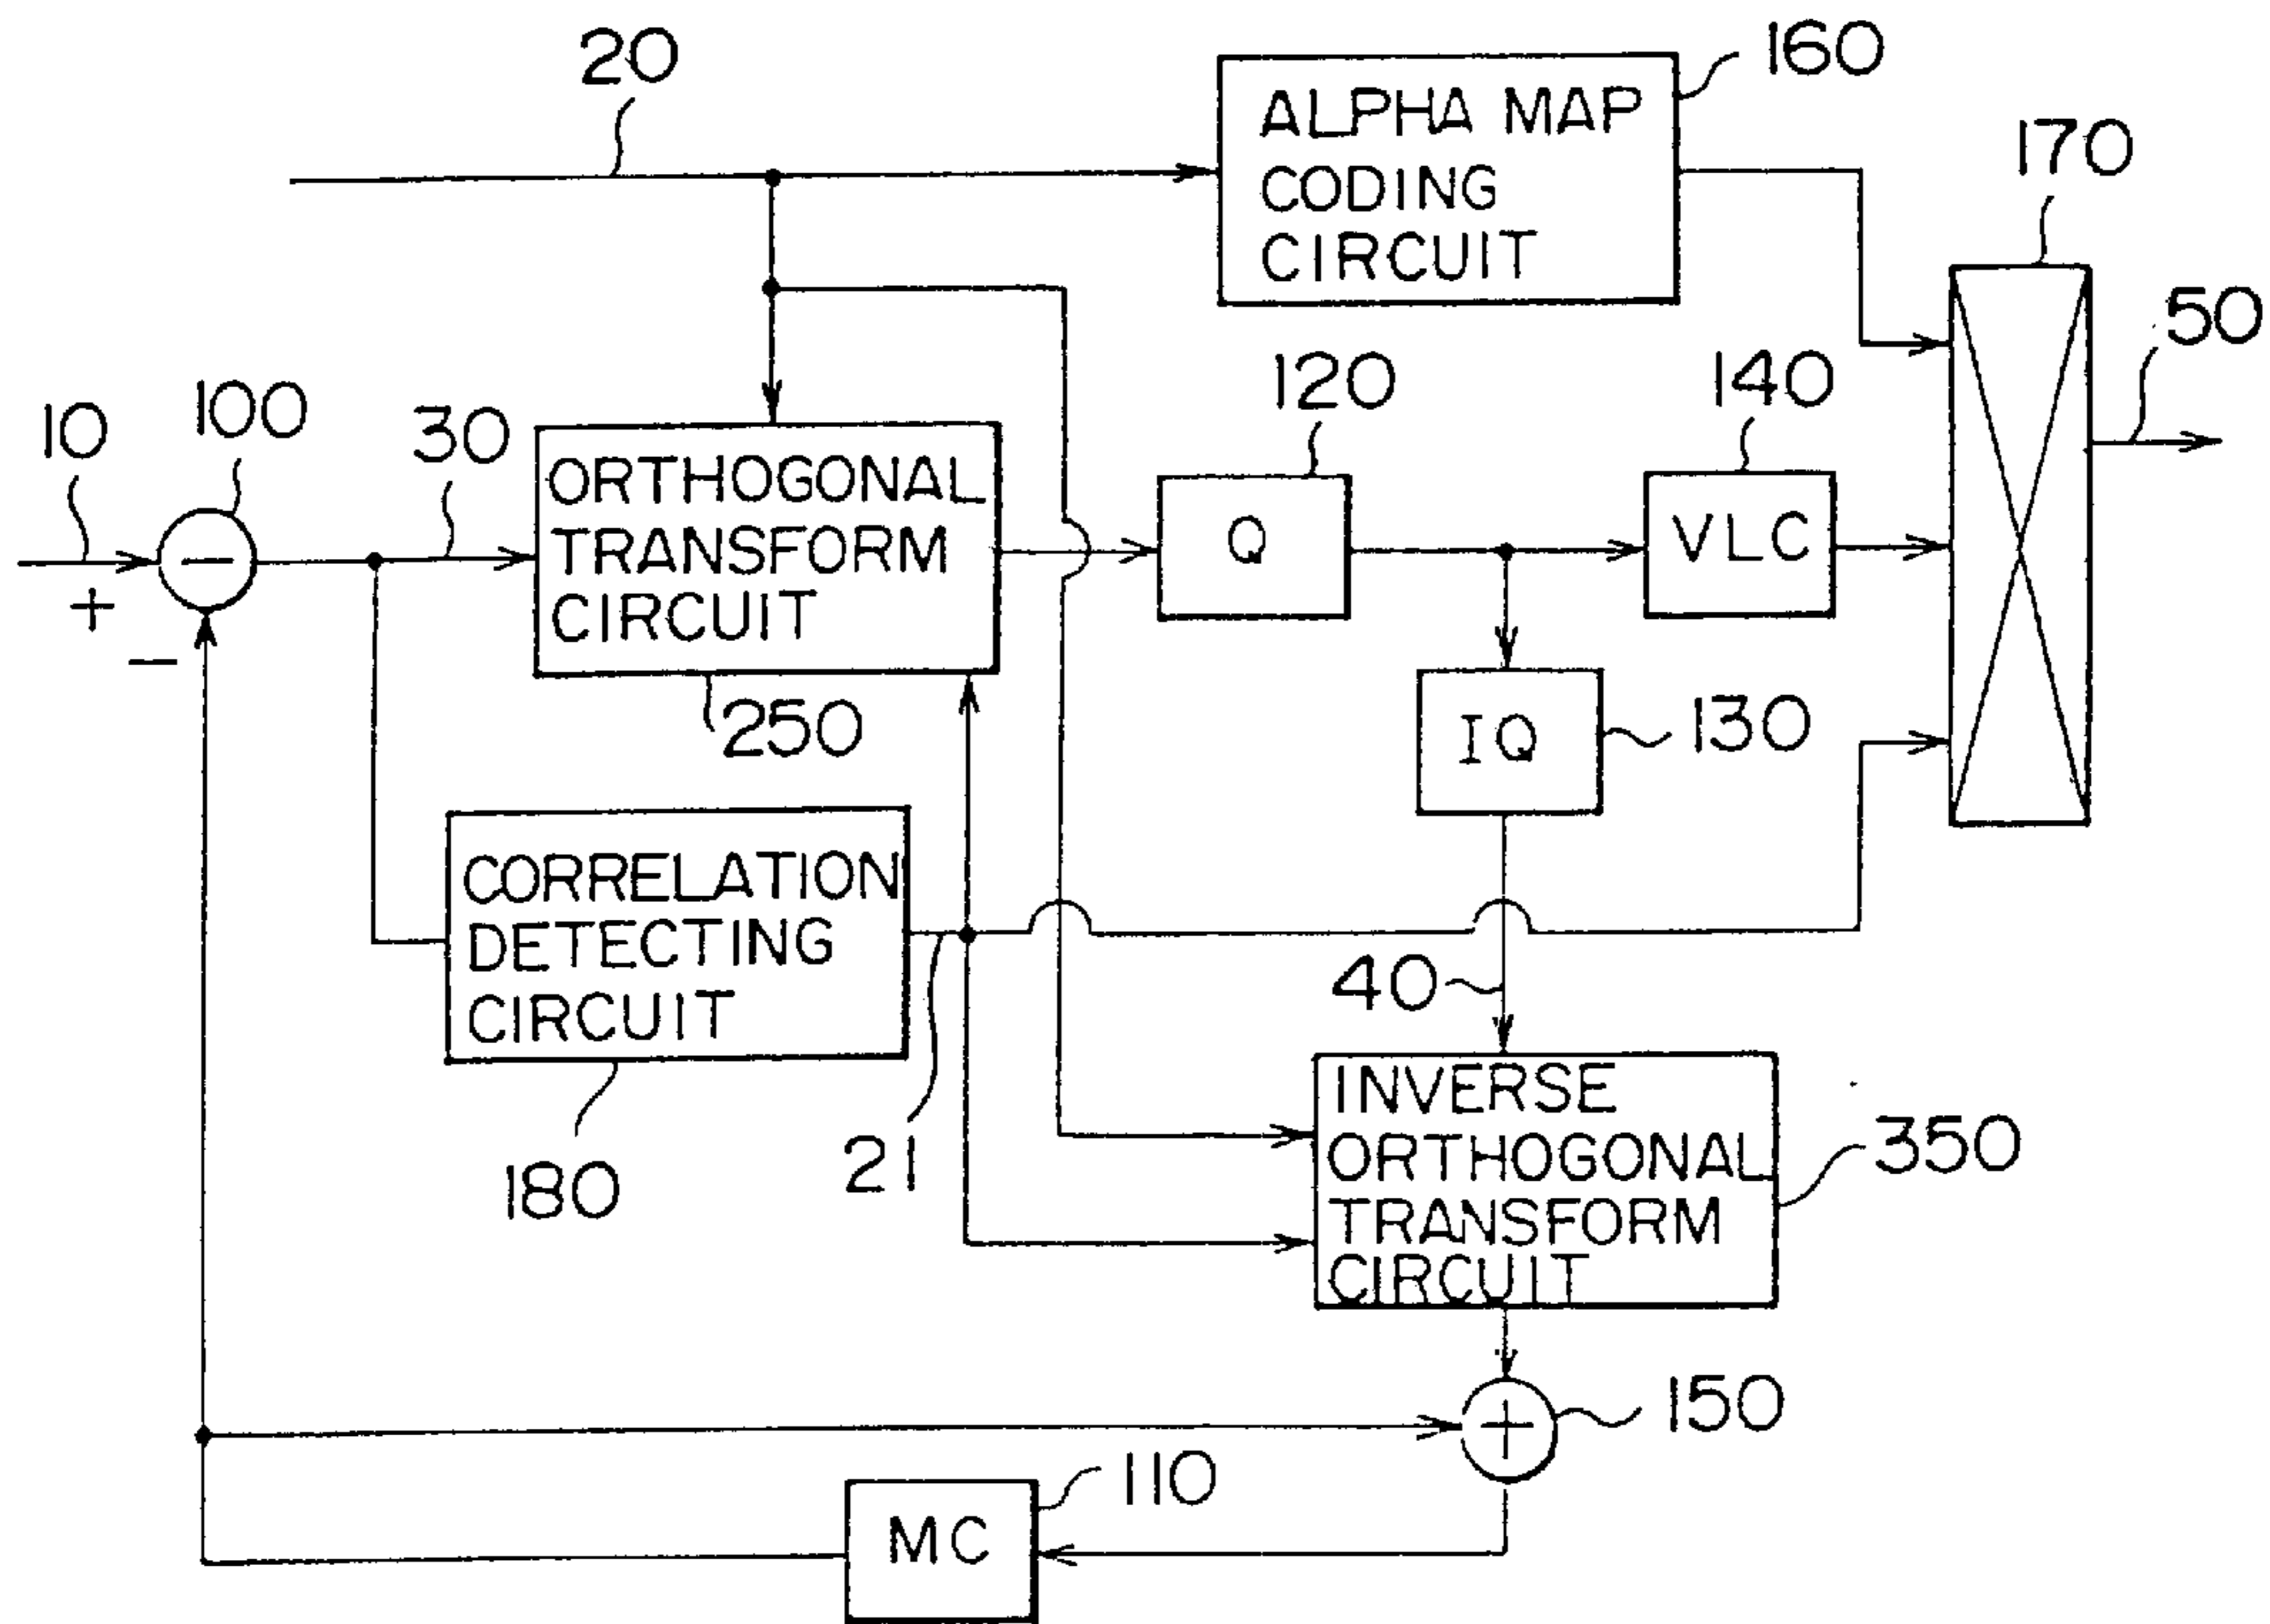 20
160
ALPHA MAP
CODING
CIRCUIT
170
50
10
100
30
ORTHOGONAL
TRANSFORM
CIRCUIT
250
120
Q
140
VLC
+
−
−
IQ
130
CORRELATION
DETECTING
CIRCUIT
180
21
40
INVERSE
ORTHOGONAL
TRANSFORM
CIRCUIT
350
+
150
MC
110